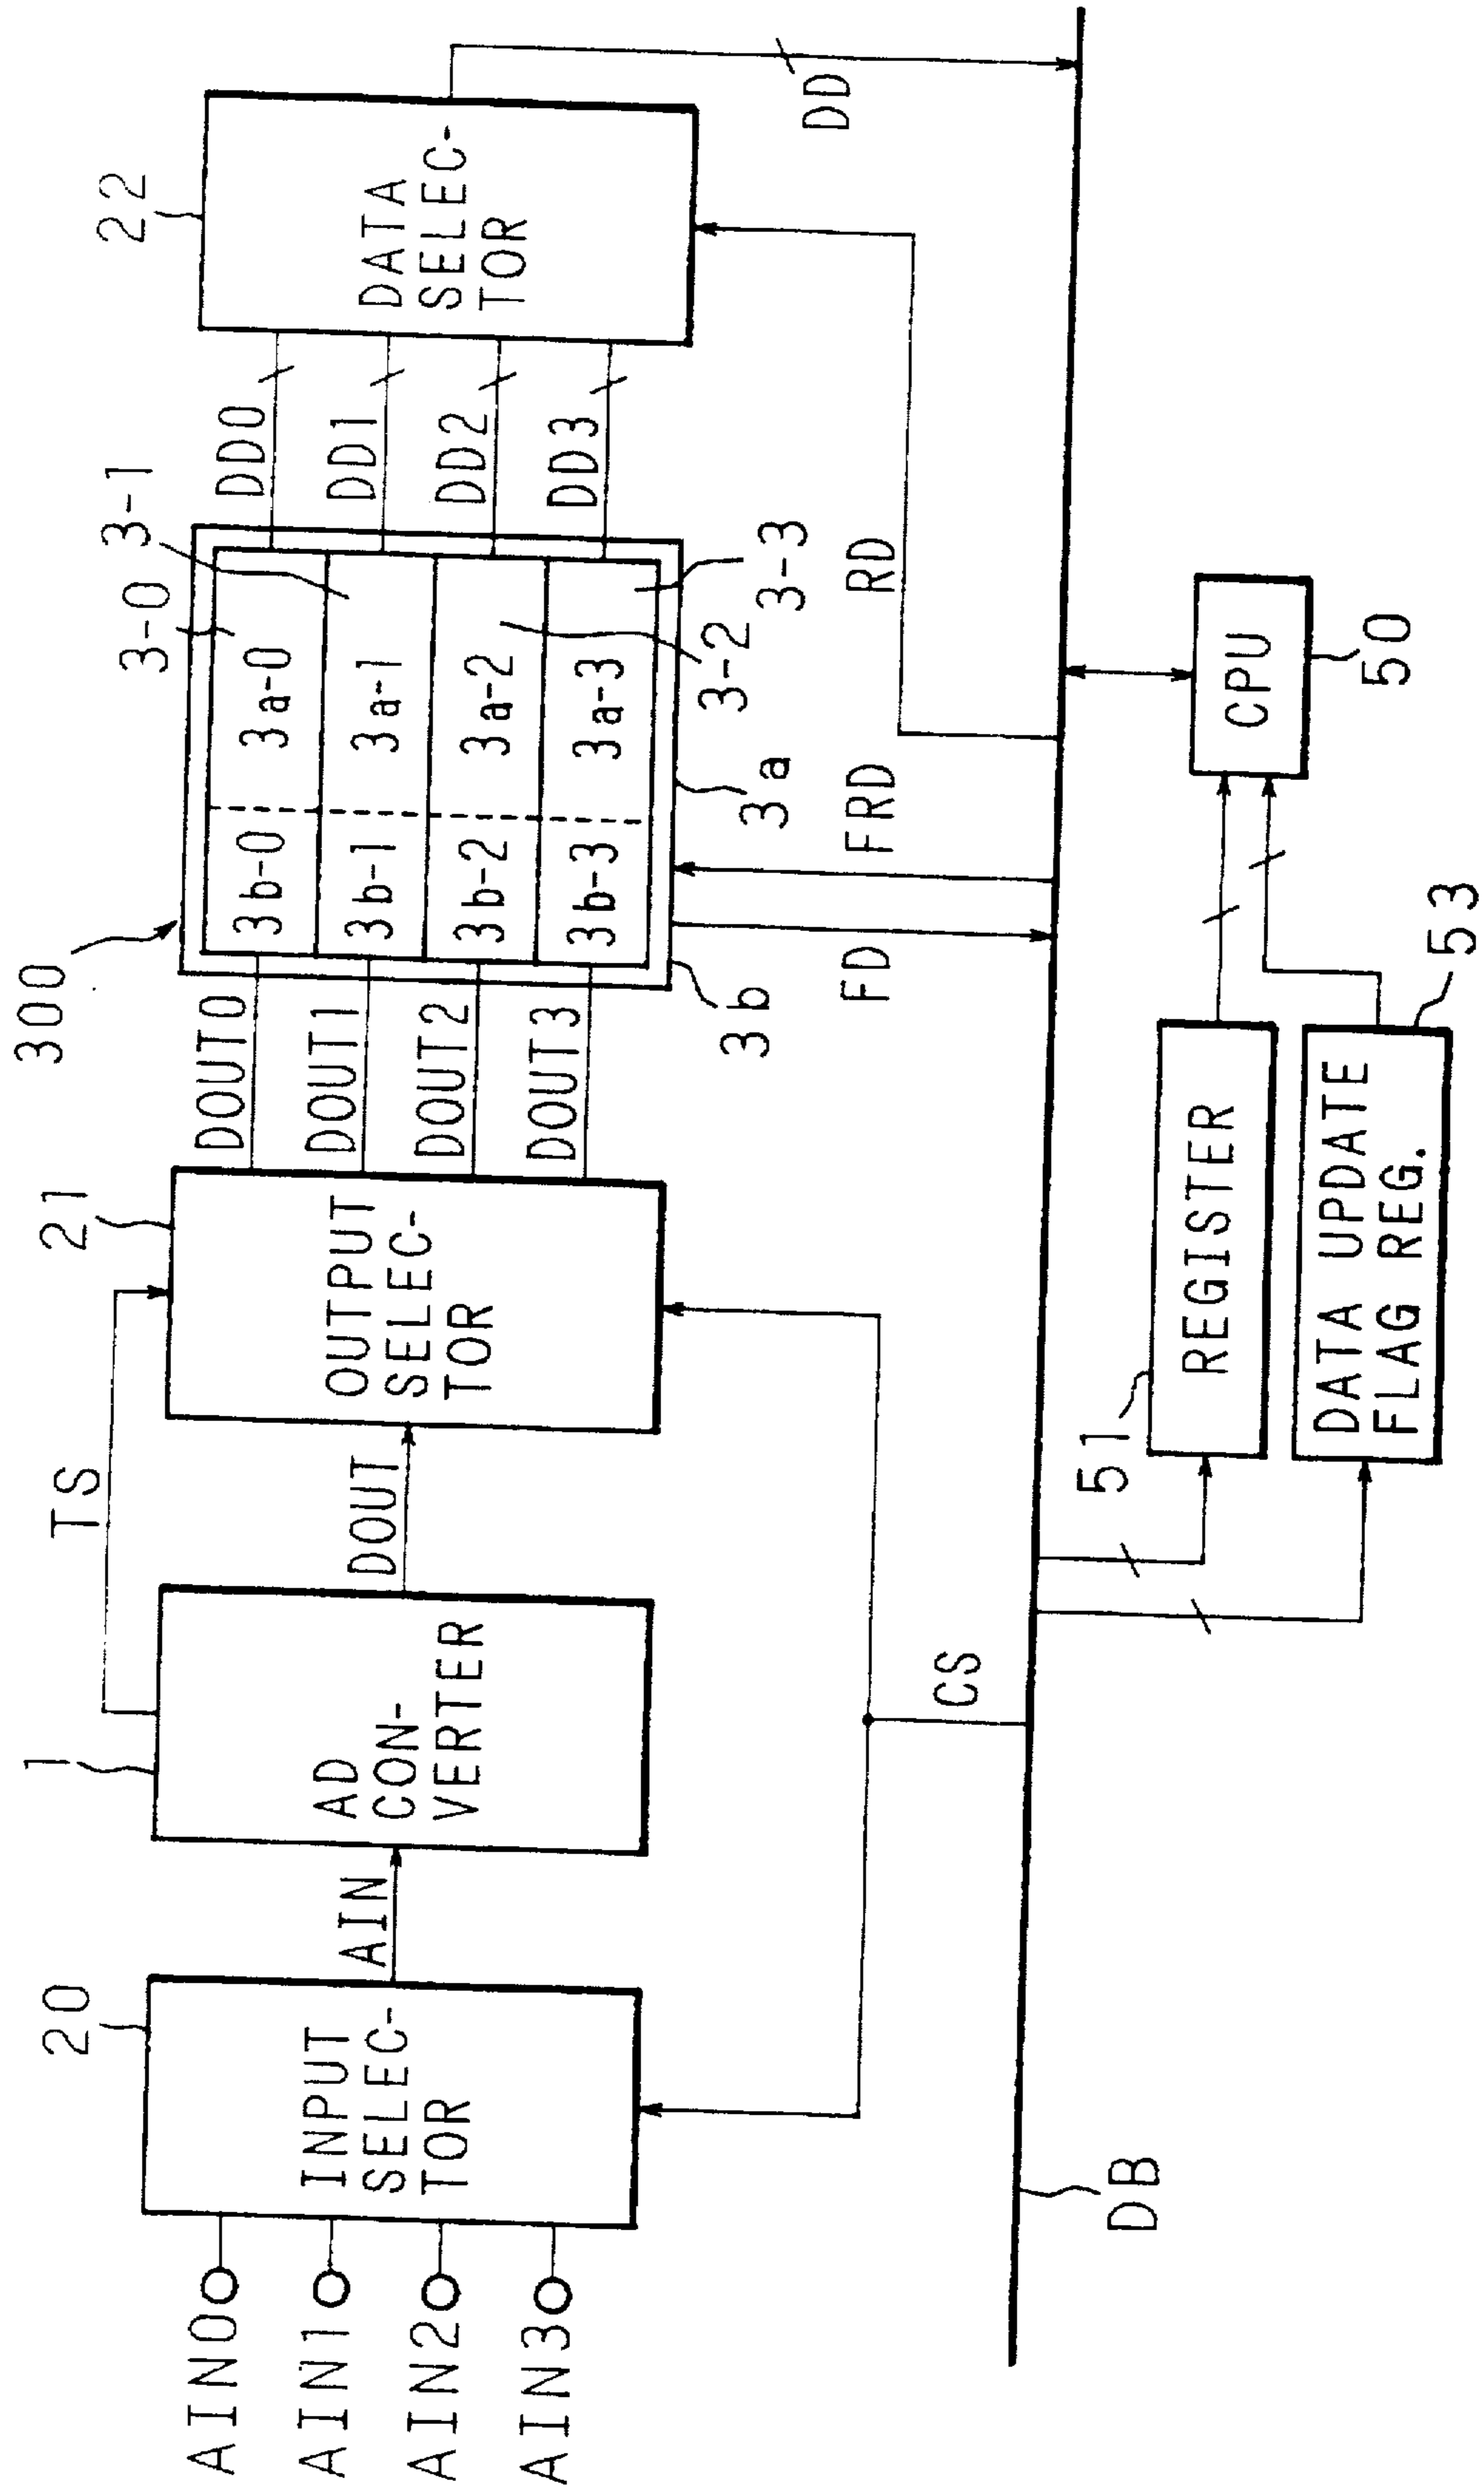 AIN0
AIN1
AIN2
AIN3
20
INPUT
SELEC-
TOR
AIN
1
AD
CON-
VERTER
TS
DOUT
21
OUTPUT
SELEC-
TOR
DOUT0
DOUT1
DOUT2
DOUT3
300
3b-0
3a-0
3b-1
3a-1
3b-2
3a-2
3b-3
3a-3
3-0
3-1
3-2
3-3
3b
3a
DD0
DD1
DD2
DD3
22
DATA
SELEC-
TOR
DD
CS
FD
FRD
RD
DB
51
REGISTER
DATA UPDATE
FLAG REG.
53
CPU
50